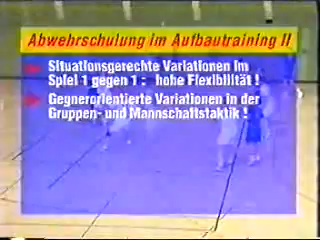 Abwehrschulung im Aufbautraining II
Situationsgerechte Variationen im
Spiel 1 gegen 1 : hohe Flexibilität !
Gegnerorientierte Variationen in der
Gruppen- und Mannschaftstaktik !